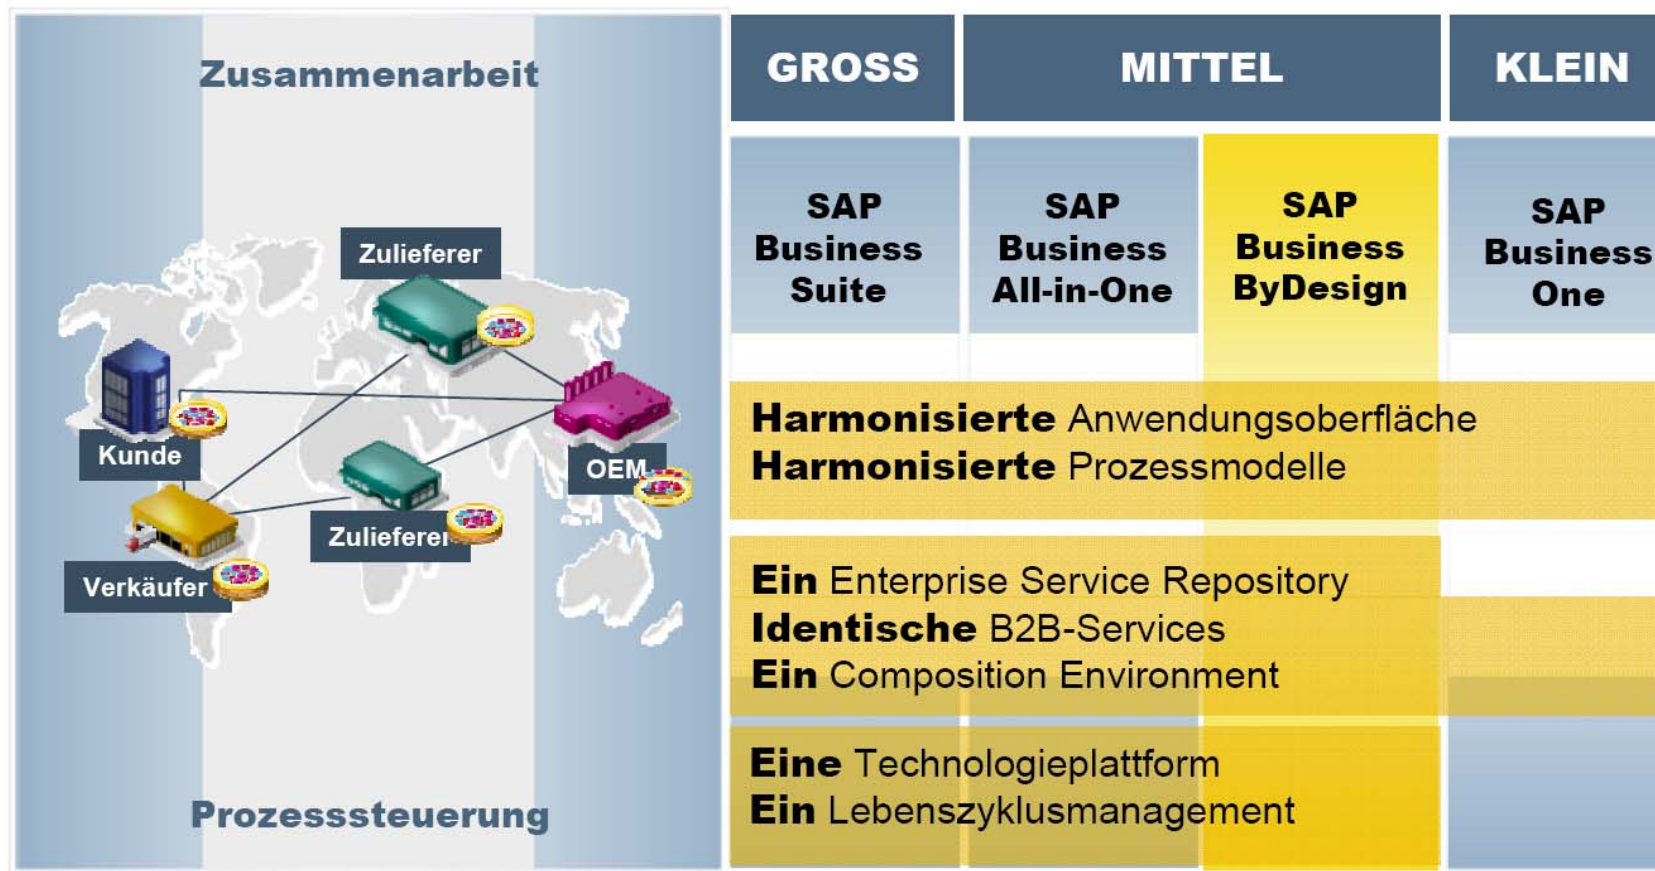 Zusammenarbeit
Zulieferer
Kunde
OEM
Zulieferer
Verkäufer
Prozesssteuerung
GROSS
MITTEL
KLEIN
SAP
Business
Suite
SAP
Business
All-in-One
SAP
Business
ByDesign
SAP
Business
One
Harmonisierte Anwendungsoberfläche
Harmonisierte Prozessmodelle
Ein Enterprise Service Repository
Identische B2B-Services
Ein Composition Environment
Eine Technologieplattform
Ein Lebenszyklusmanagement